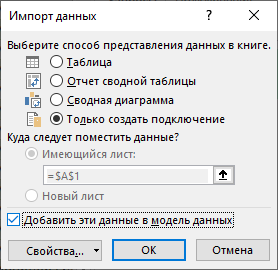 Импорт данных
?
Выберите способ представления данных в книге.
Таблица
Отчет сводной таблицы
Сводная диаграмма
Только создать подключение
Куда следует поместить данные?
Имеющийся лист:
=$A$1
Новый лист
Добавить эти данные в модель данных
Свойства...
ОК
Отмена